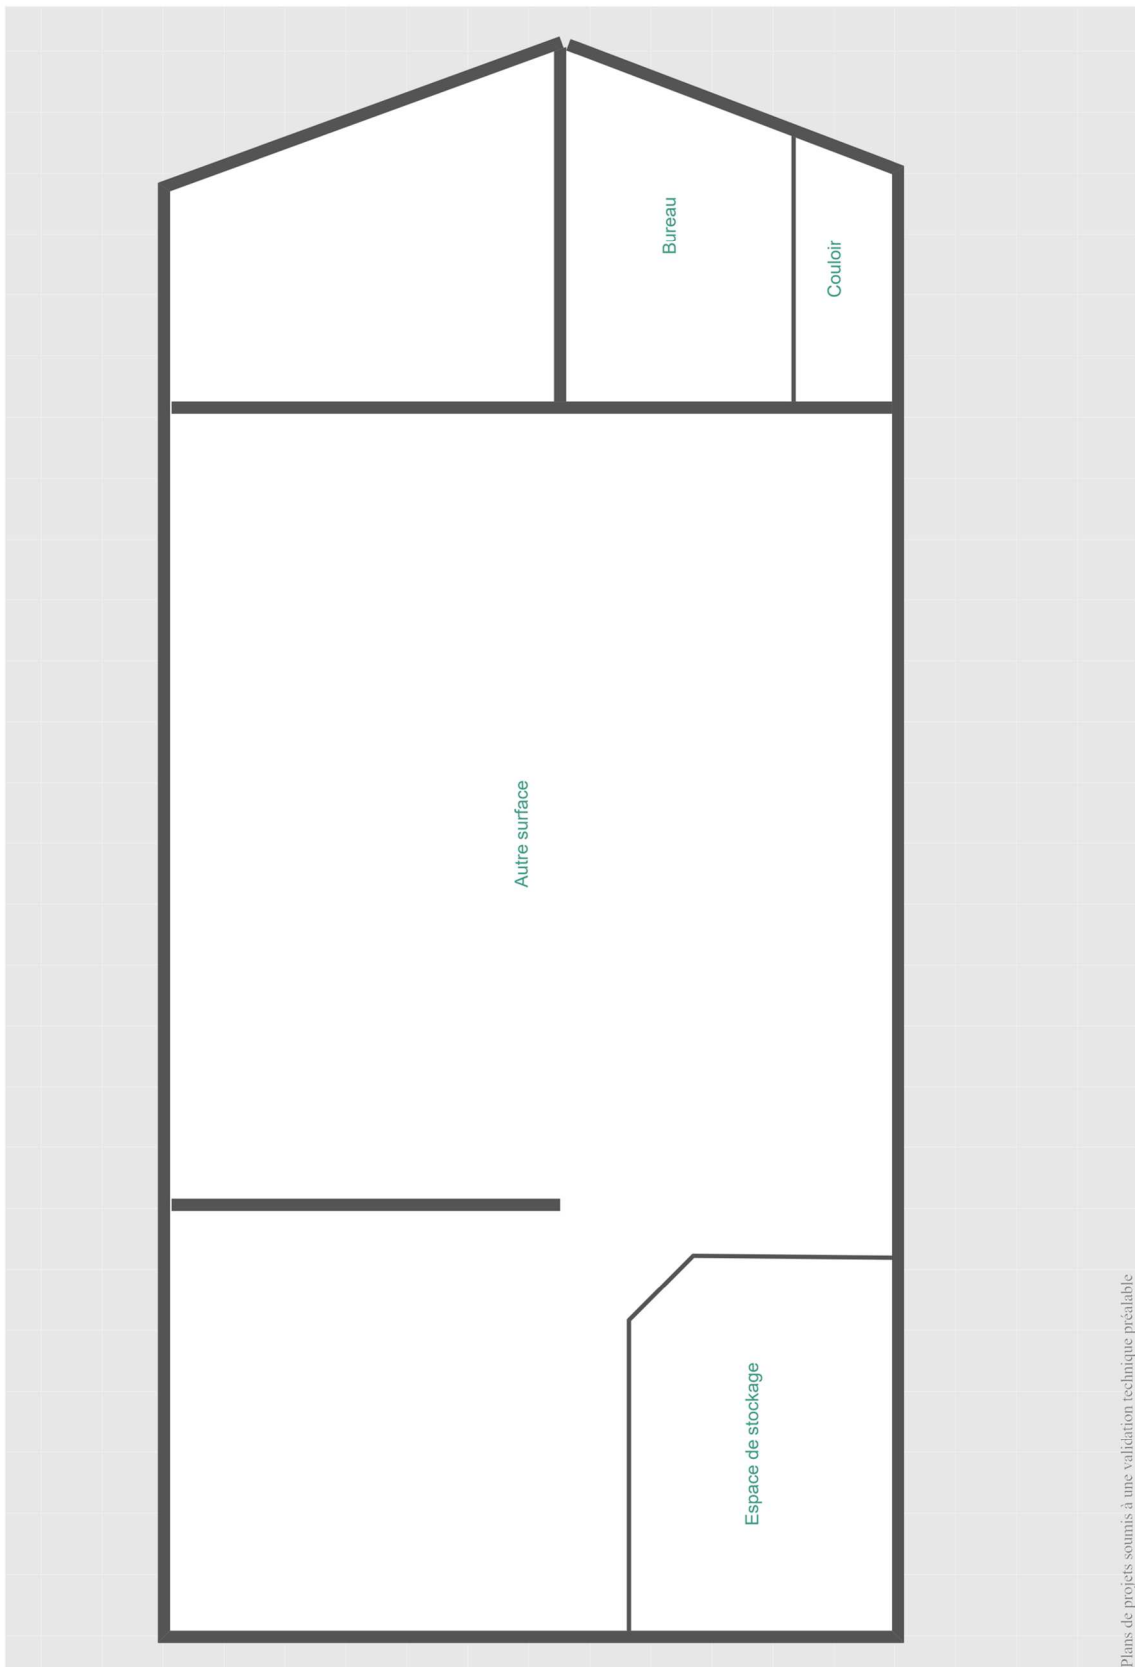 Bureau
Couloir
Autre surface
Espace de stockage
Plans de projets soumis à une validation technique préalable